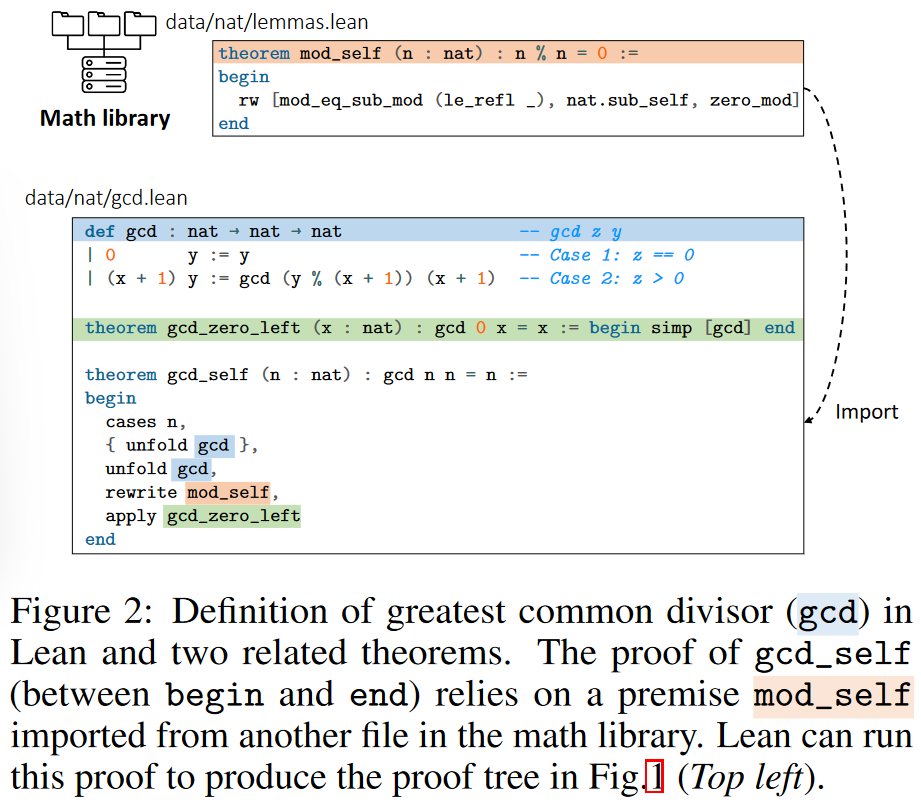 data/nat/lemmas.lean
theorem mod_self (n : nat) : n % n = 0 :=
begin
rw [mod_eq_sub_mod (le_refl _), nat.sub_self, zero_mod]
end
Math library
data/nat/gcd.lean
def gcd : nat → nat → nat -- gcd z y
| 0 y := y -- Case 1: z == 0
| (x + 1) y := gcd (y % (x + 1)) (x + 1) -- Case 2: z > 0
theorem gcd_zero_left (x : nat) : gcd 0 x = x := begin simp [gcd] end
theorem gcd_self (n : nat) : gcd n n = n :=
begin
cases n,
{ unfold gcd },
unfold gcd,
rewrite mod_self,
apply gcd_zero_left
end
Import
Figure 2: Definition of greatest common divisor (gcd) in
Lean and two related theorems. The proof of gcd_self
(between begin and end) relies on a premise mod_self
imported from another file in the math library. Lean can run
this proof to produce the proof tree in Fig.1 (Top left).